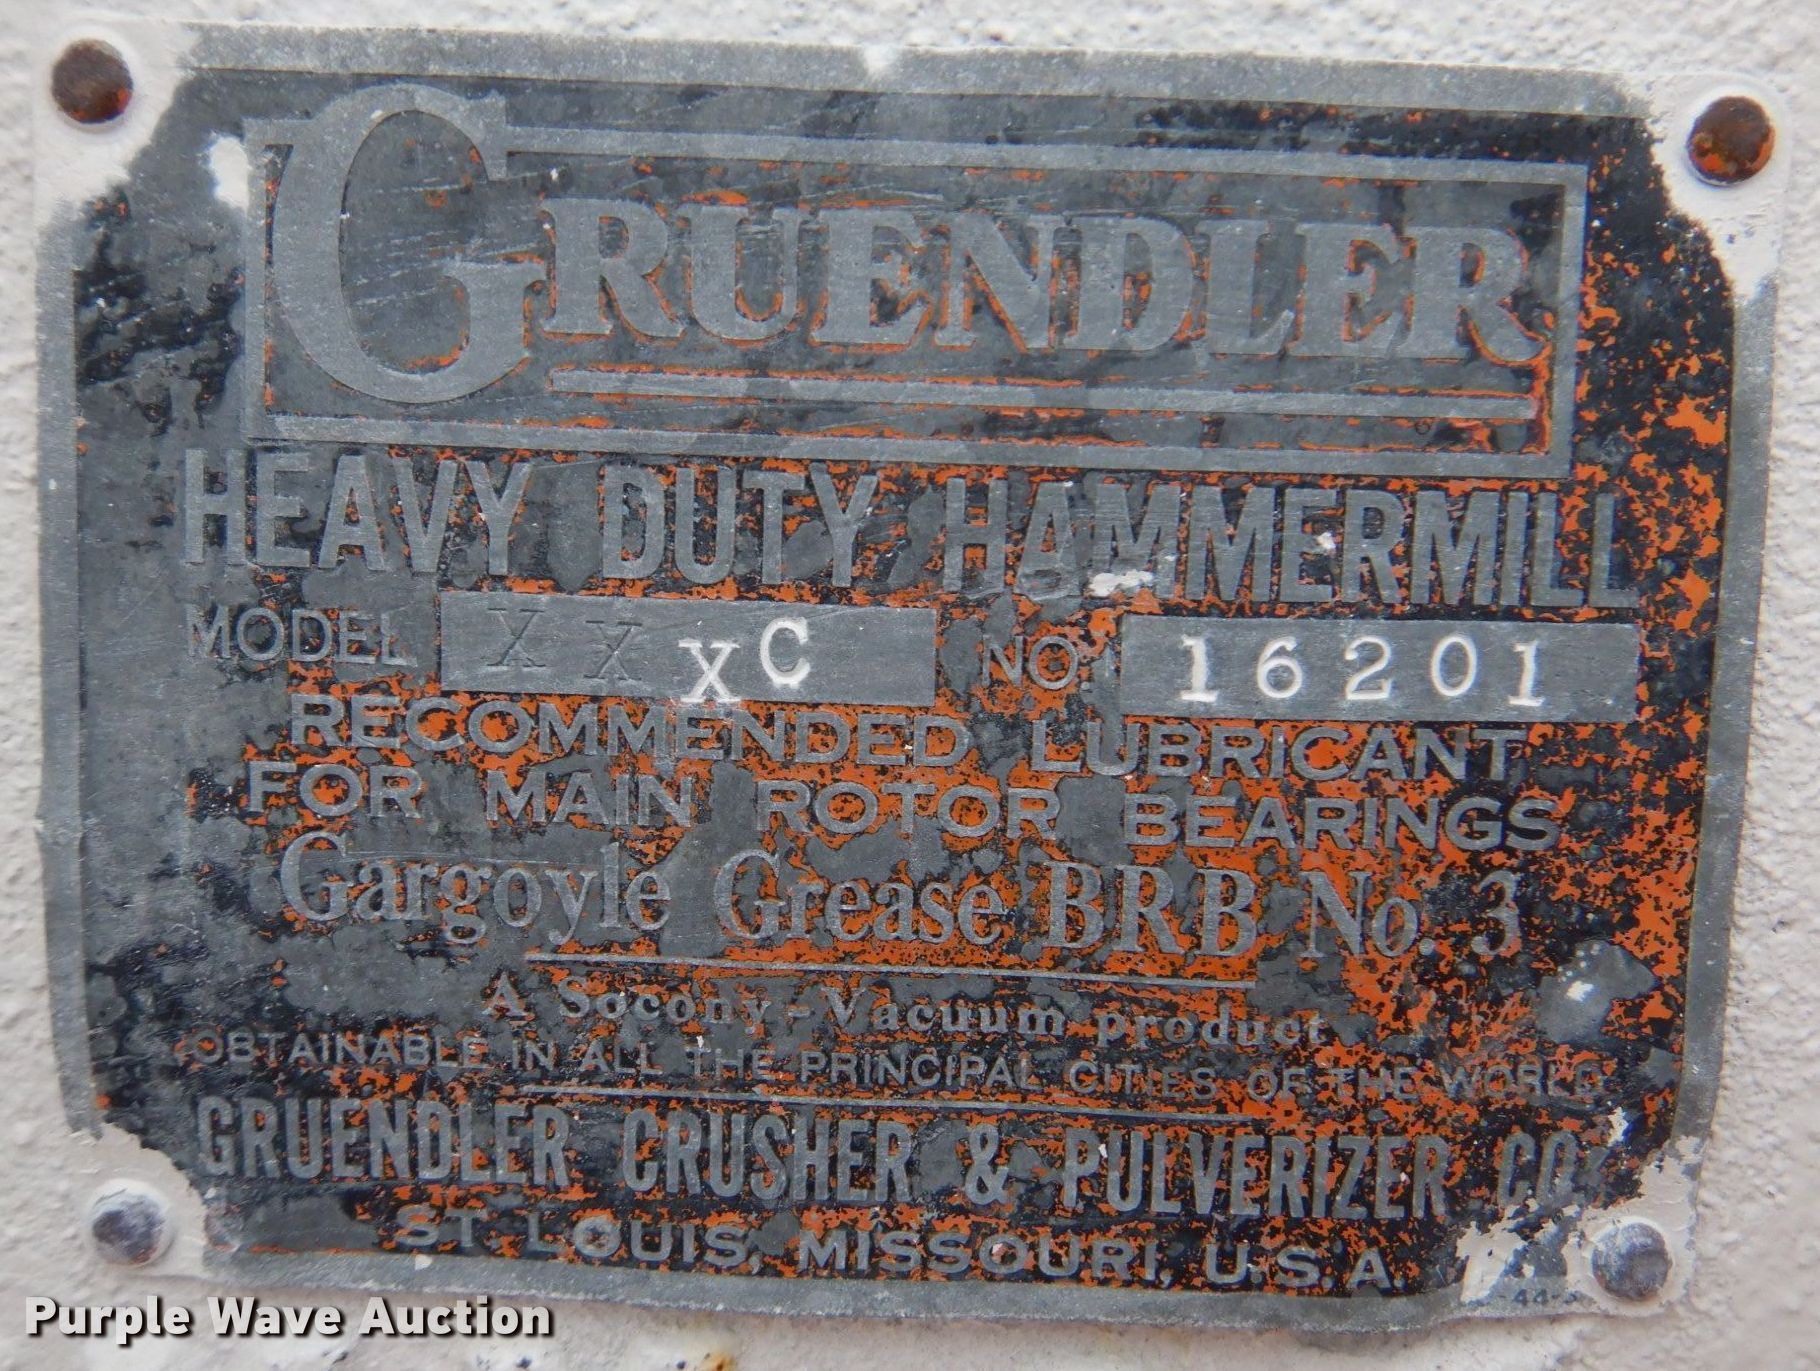 GRUENDLER
HEAVY DUTY HAMMERMILL
MODEL X X X C NO. 16201
RECOMMENDED LUBRICANT
FOR MAIN ROTOR BEARINGS
Gargoyle Grease BRB No. 3
A Socony-Vacuum product
OBTAINABLE IN ALL THE PRINCIPAL CITIES OF THE WORLD
GRUENDLER CRUSHER & PULVERIZER CO.
ST. LOUIS, MISSOURI, U.S.A.
Purple Wave Auction